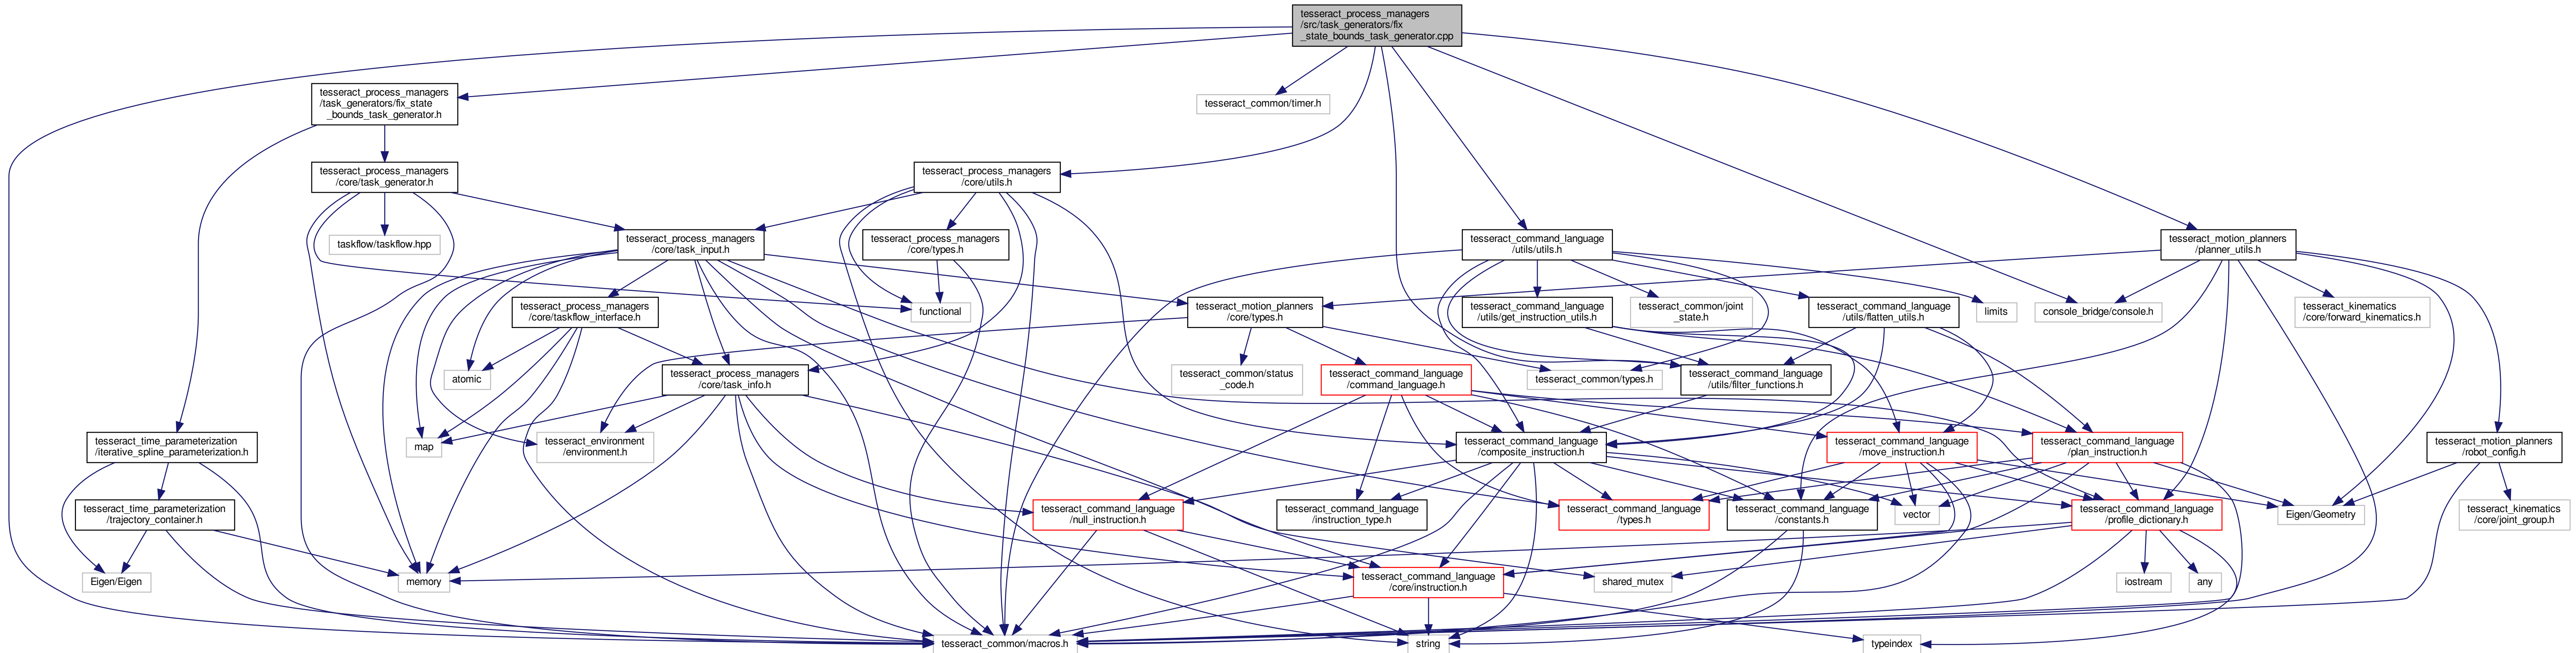 tesseract_process_managers
/src/task_generators/fix
_state_bounds_task_generator.cpp
tesseract_process_managers
/task_generators/fix_state
_bounds_task_generator.h
tesseract_common/timer.h
tesseract_process_managers
/core/task_generator.h
tesseract_process_managers
/core/utils.h
taskflow/taskflow.hpp
tesseract_process_managers
/core/task_input.h
tesseract_process_managers
/core/types.h
tesseract_command_language
/utils/utils.h
tesseract_motion_planners
/planner_utils.h
tesseract_process_managers
/core/taskflow_interface.h
functional
tesseract_motion_planners
/core/types.h
tesseract_command_language
/utils/get_instruction_utils.h
tesseract_common/joint
_state.h
tesseract_command_language
/utils/flatten_utils.h
limits
console_bridge/console.h
tesseract_kinematics
/core/forward_kinematics.h
atomic
tesseract_process_managers
/core/task_info.h
tesseract_common/status
_code.h
tesseract_command_language
/command_language.h
tesseract_common/types.h
tesseract_command_language
/utils/filter_functions.h
tesseract_time_parameterization
/iterative_spline_parameterization.h
map
tesseract_environment
/environment.h
tesseract_command_language
/composite_instruction.h
tesseract_command_language
/move_instruction.h
tesseract_command_language
/plan_instruction.h
tesseract_motion_planners
/robot_config.h
tesseract_time_parameterization
/trajectory_container.h
tesseract_command_language
/null_instruction.h
tesseract_command_language
/instruction_type.h
tesseract_command_language
/types.h
tesseract_command_language
/constants.h
vector
tesseract_command_language
/profile_dictionary.h
Eigen/Geometry
tesseract_kinematics
/core/joint_group.h
Eigen/Eigen
memory
tesseract_command_language
/core/instruction.h
shared_mutex
iostream
any
tesseract_common/macros.h
string
typeindex